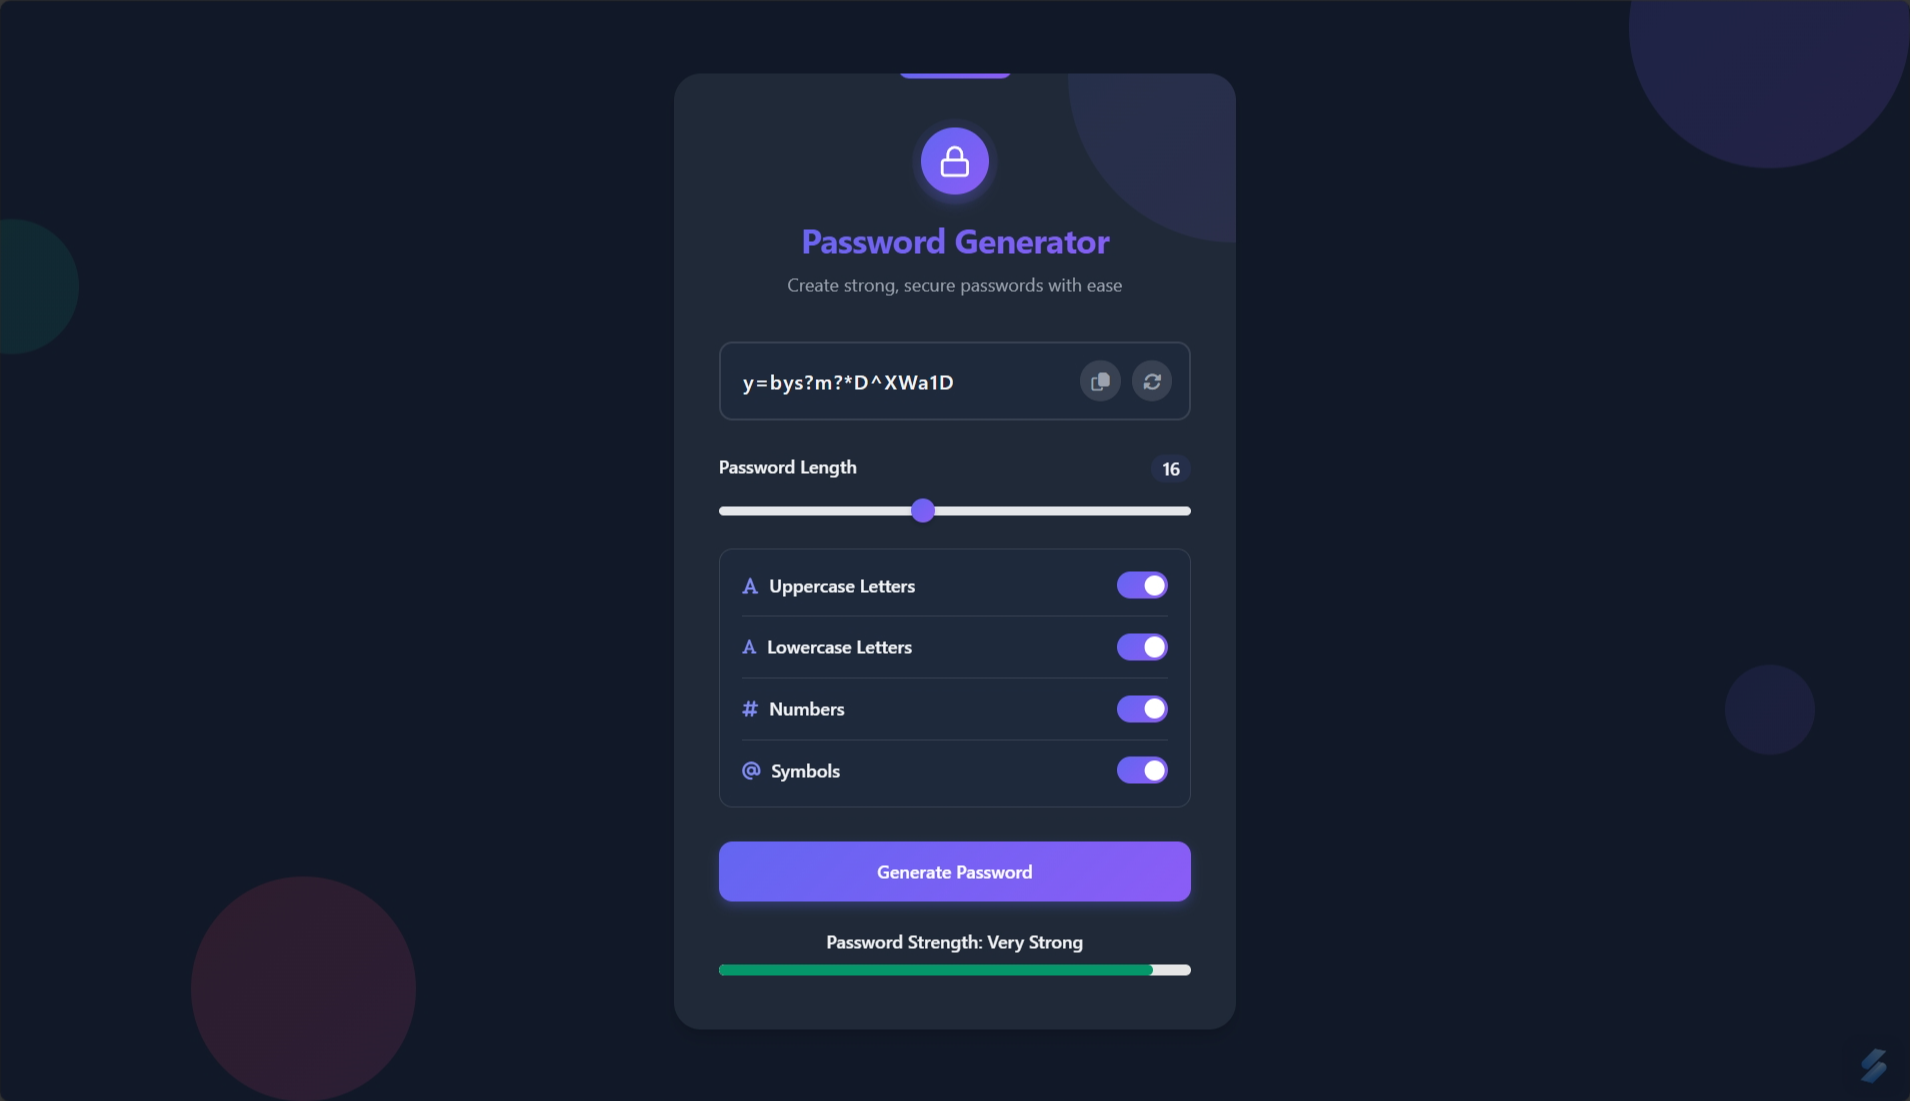 Password Generator
Create strong, secure passwords with ease
y=bys?m?*D^XWa1D
Password Length
16
Uppercase Letters
Lowercase Letters
# Numbers
@ Symbols
Generate Password
Password Strength: Very Strong